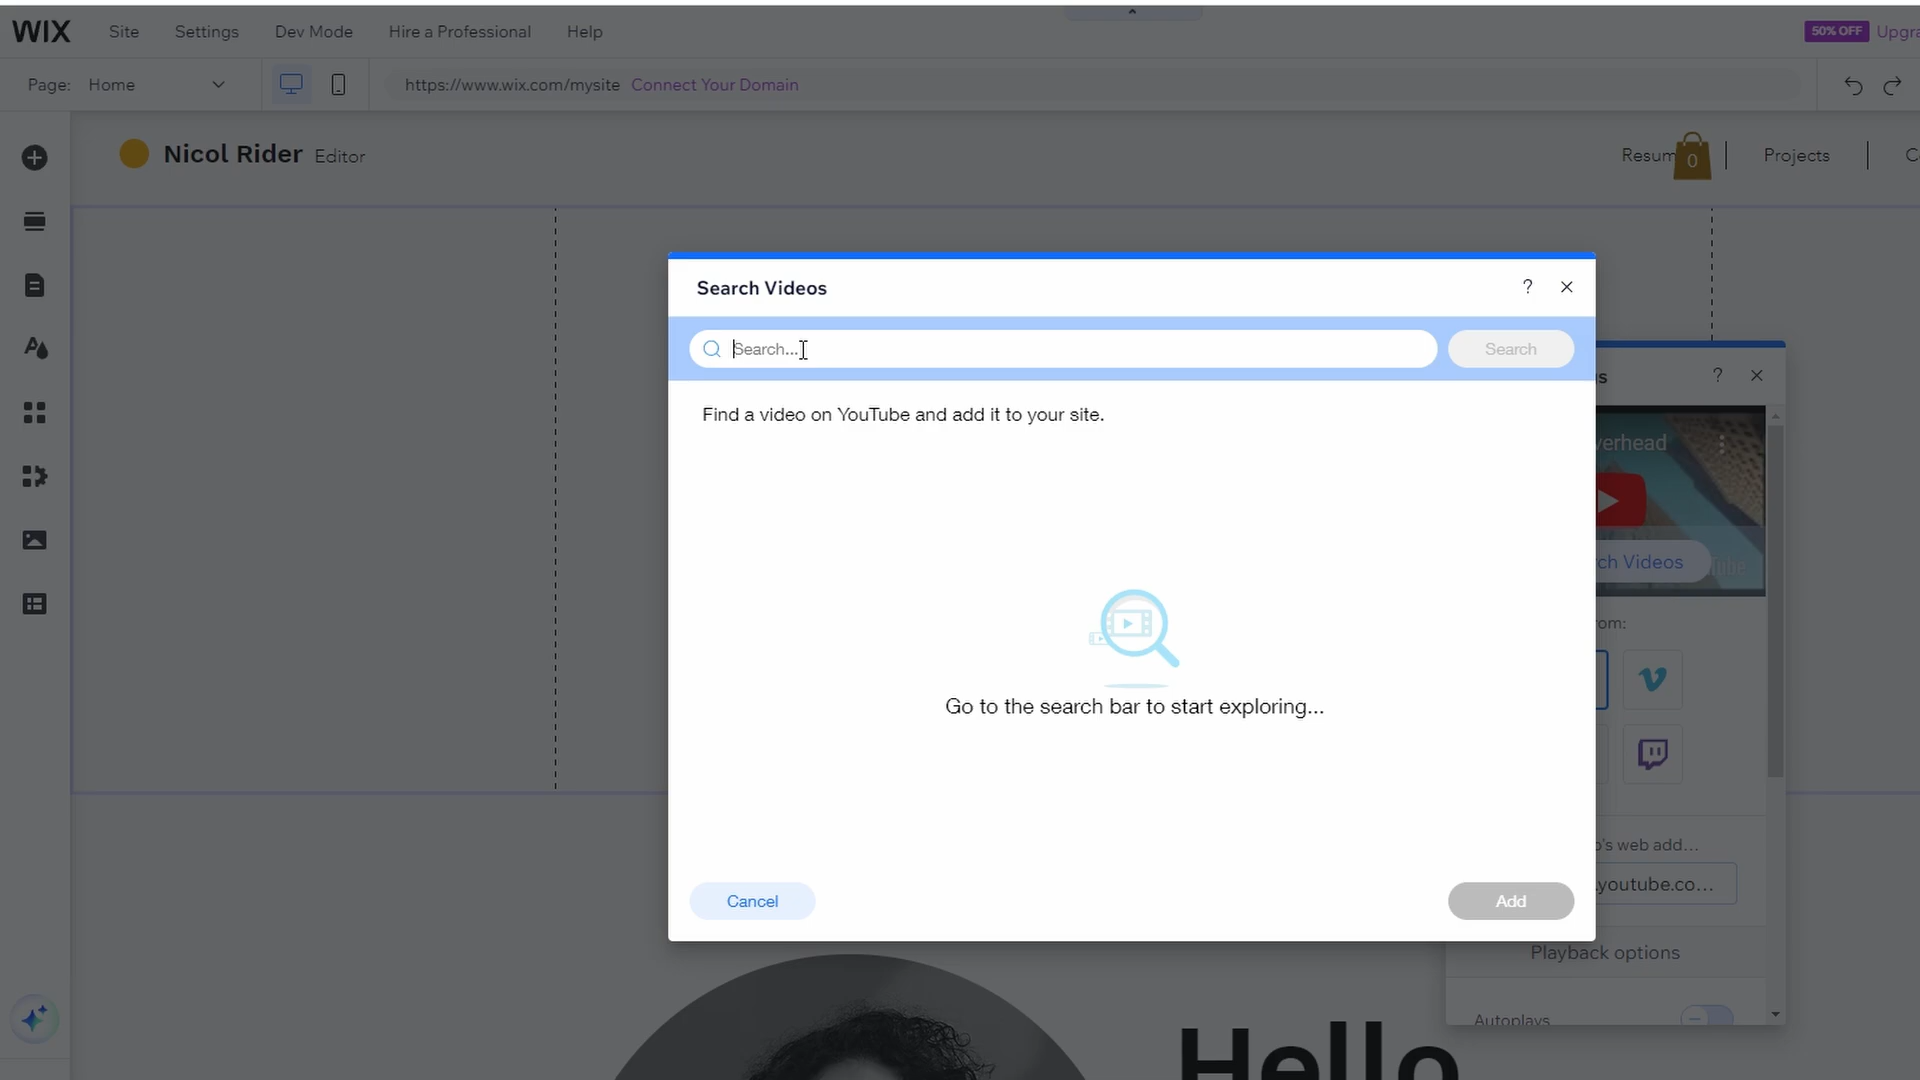 WIX Site Settings Dev Mode Hire a Professional Help 50% OFF
Page: Home https://www.wix.com/mysite Connect Your Domain
Nicol Rider Editor Resum 0 Projects
Search Videos ?
Search... Search
?
Find a video on YouTube and add it to your site.
verhead
ch Videos
om:
Go to the search bar to start exploring...
o's web add...
.youtube.co...
Cancel Add
Playback options
Autoplays
Hello